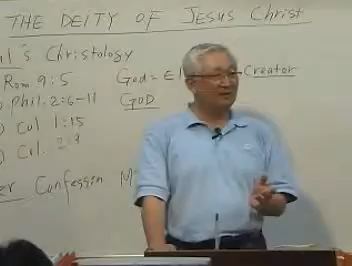 THE DEITY OF JESUS Christ
l's Christology
Rom 9:5 God = El Creator
Phil. 2:6-11 GOD
) Col 1:15
) Col. 2:9
er Confession M